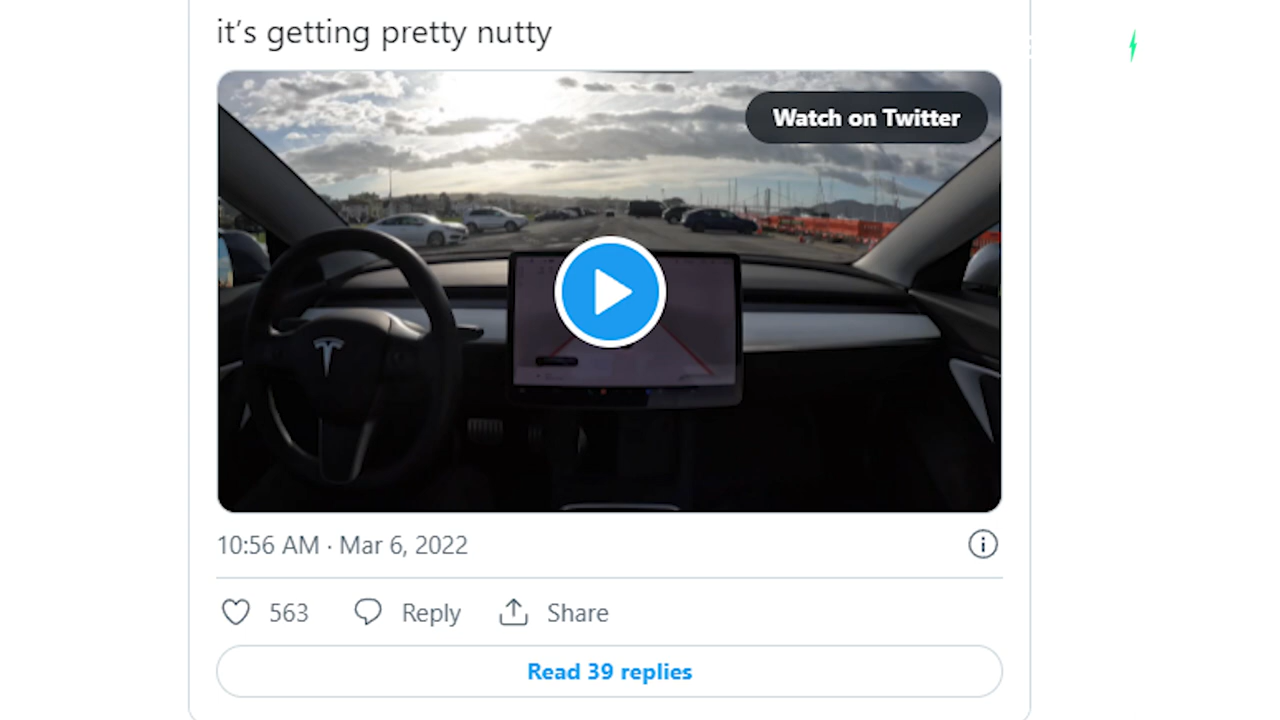 it's getting pretty nutty
Watch on Twitter
10:56 AM · Mar 6, 2022
563 Reply Share
Read 39 replies